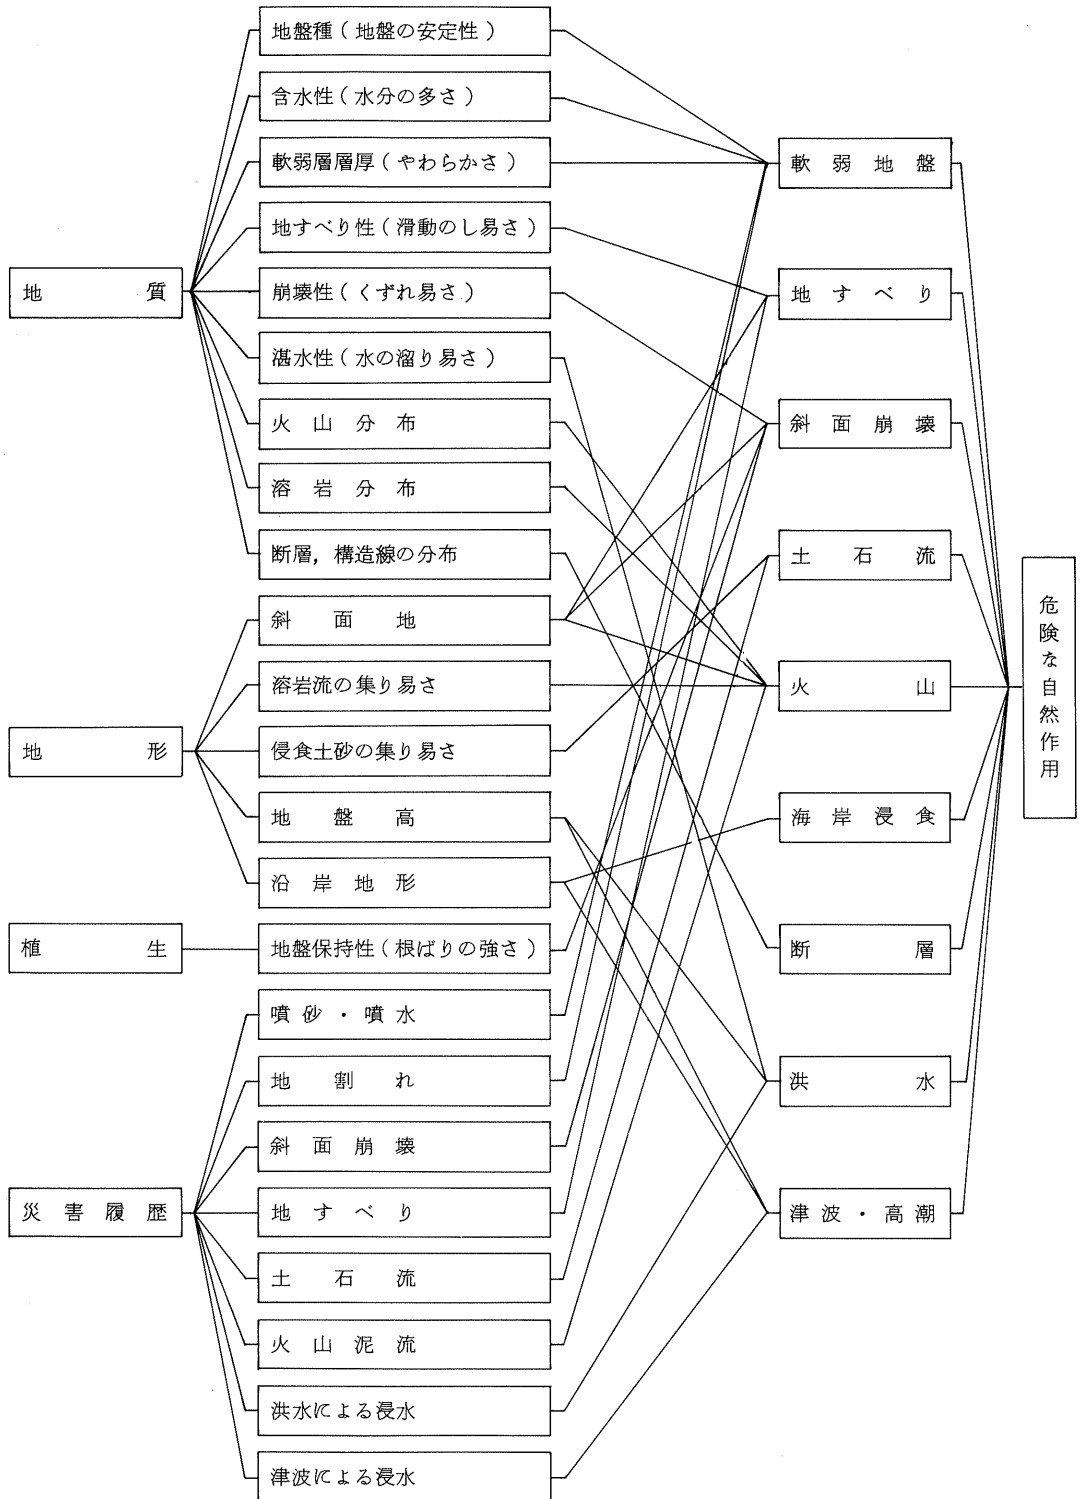 地質
地形
植生
災害履歴
地盤種(地盤の安定性)
含水性(水分の多さ)
軟弱層層厚(やわらかさ)
地すべり性(滑動のし易さ)
崩壊性(くずれ易さ)
湛水性(水の溜り易さ)
火山分布
溶岩分布
断層,構造線の分布
斜面地
溶岩流の集り易さ
侵食土砂の集り易さ
地盤高
沿岸地形
地盤保持性(根ばりの強さ)
噴砂・噴水
地割れ
斜面崩壊
地すべり
土石流
火山泥流
洪水による浸水
津波による浸水
軟弱地盤
地すべり
斜面崩壊
土石流
火山
海岸浸食
断層
洪水
津波・高潮
危険な自然作用